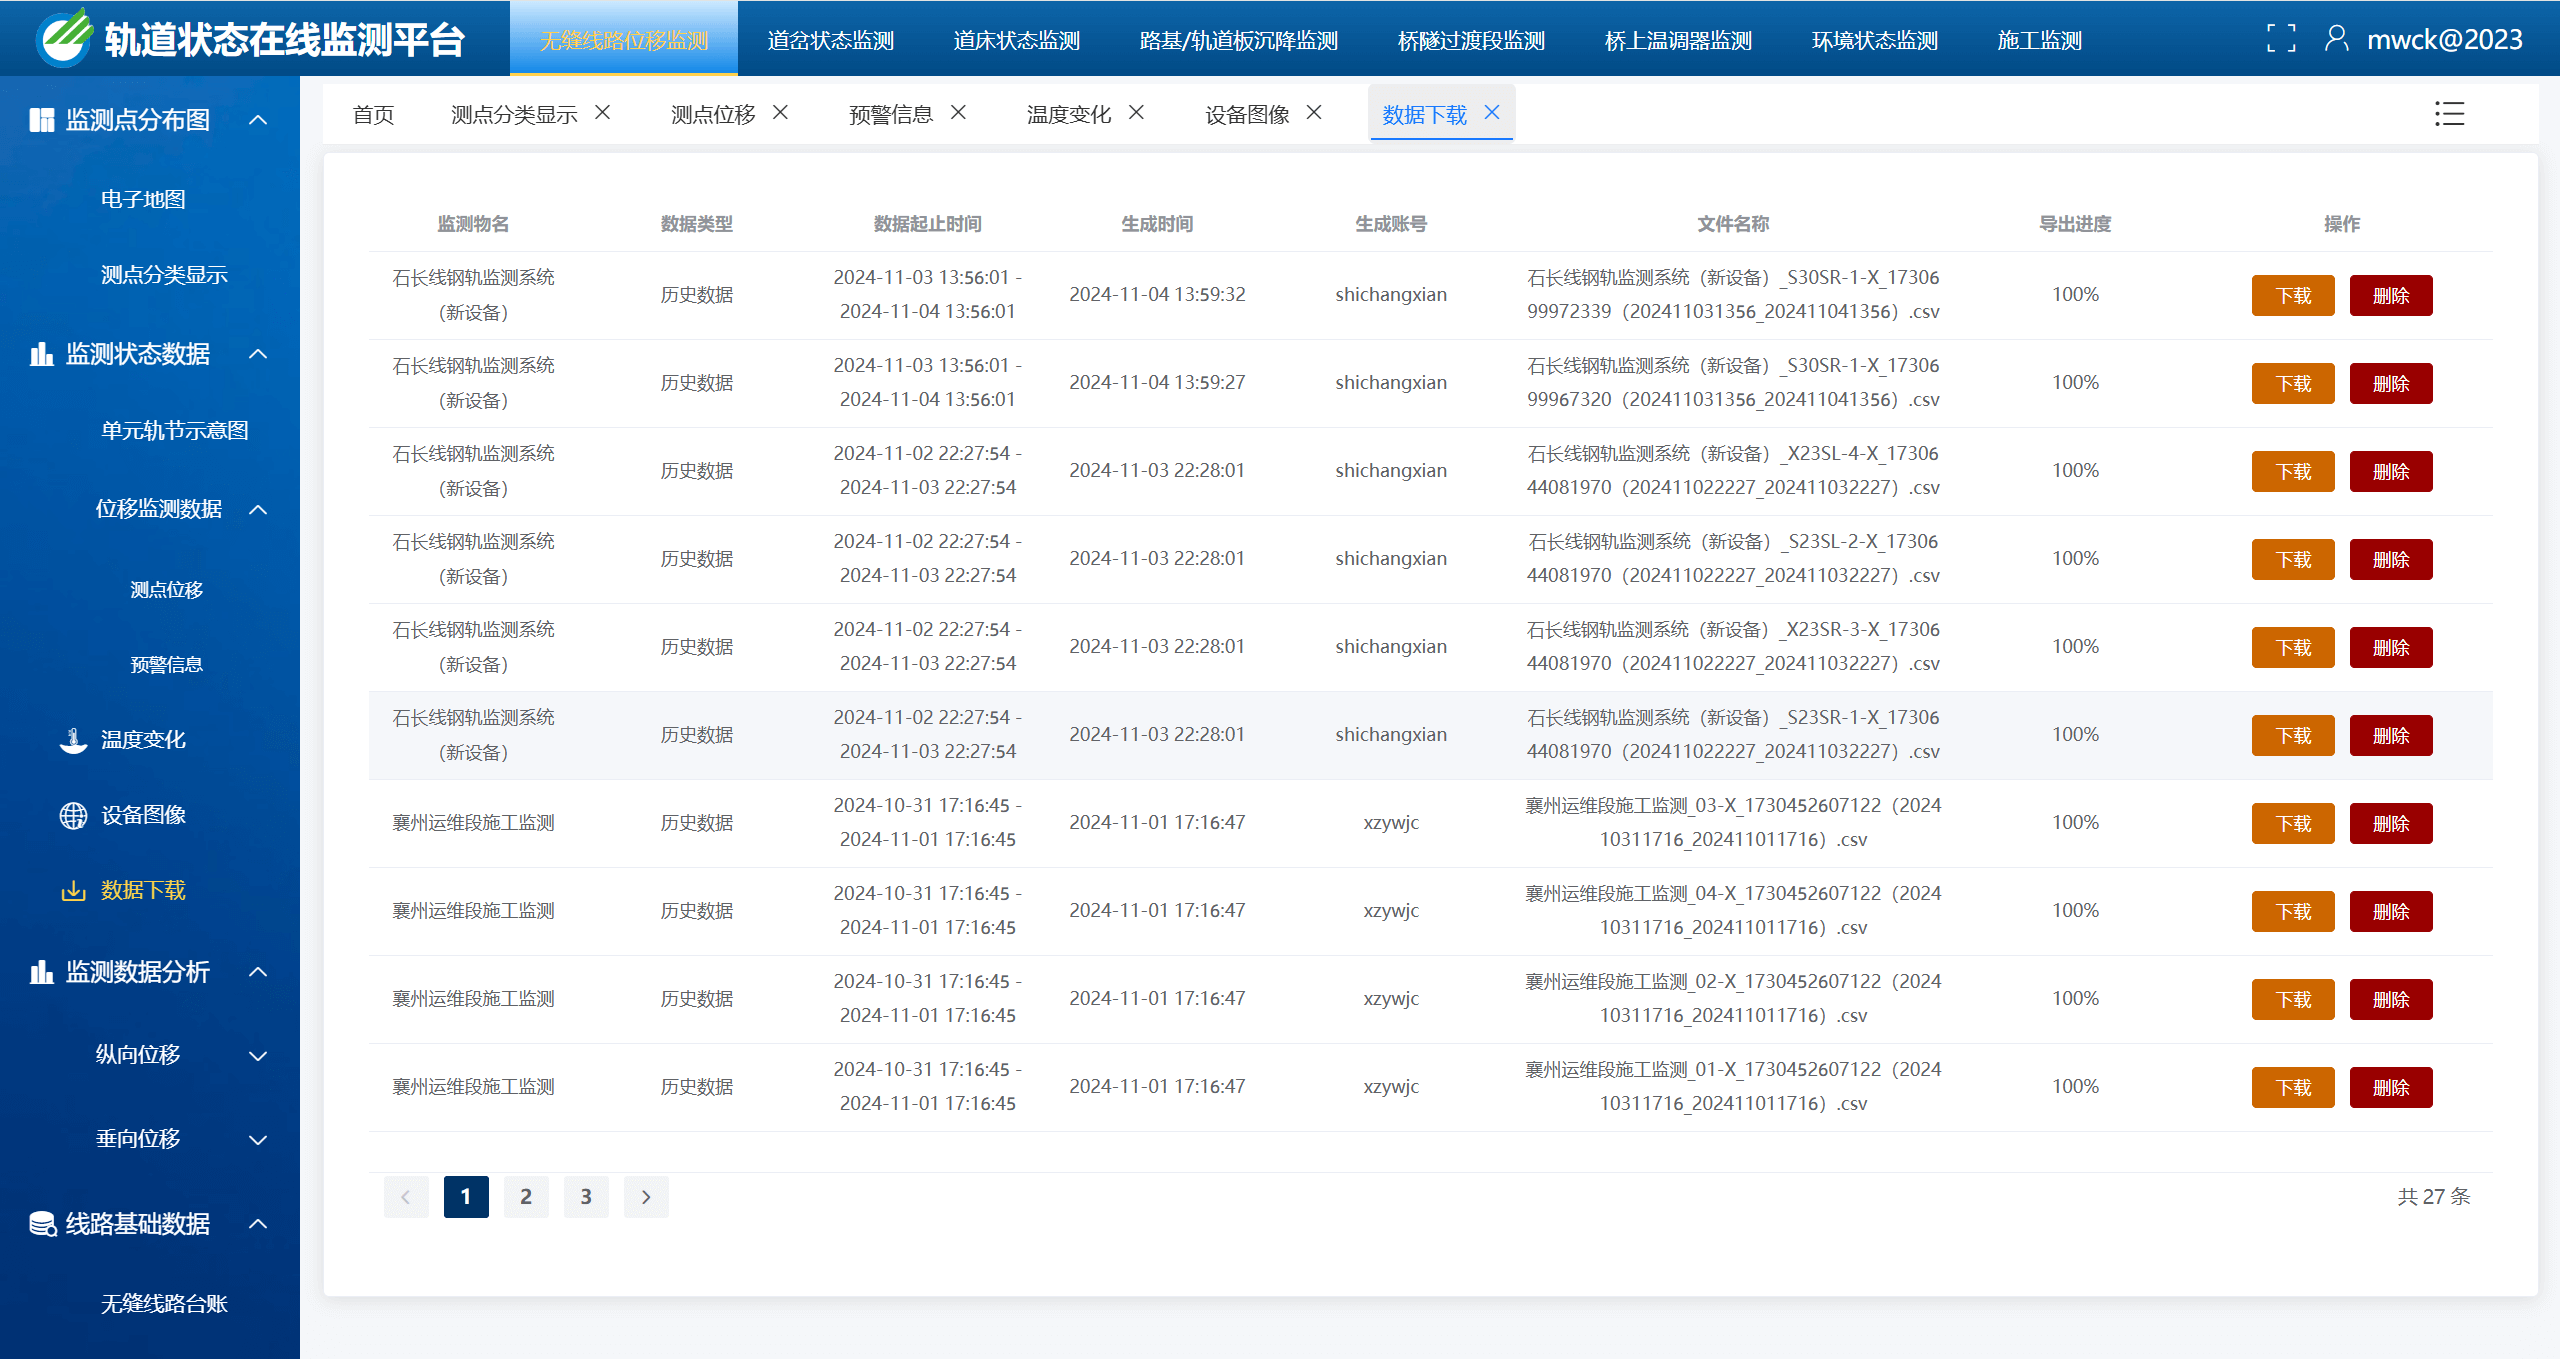 轨道状态在线监测平台
无缝线路位移监测 道岔状态监测 道床状态监测 路基/轨道板沉降监测 桥隧过渡段监测 桥上温调器监测 环境状态监测 施工监测 mwck@2023
监测点分布图
电子地图
测点分类显示
监测状态数据
单元轨节示意图
位移监测数据
测点位移
预警信息
温度变化
设备图像
数据下载
监测数据分析
纵向位移
垂向位移
线路基础数据
无缝线路台账
首页 测点分类显示 测点位移 预警信息 温度变化 设备图像 数据下载
监测物名 数据类型 数据起止时间 生成时间 生成账号 文件名称 导出进度 操作
石长线钢轨监测系统 2024-11-03 13:56:01 - 石长线钢轨监测系统（新设备）_S30SR-1-X_17306
历史数据 2024-11-04 13:59:32 shichangxian 100% 下载 删除
（新设备） 2024-11-04 13:56:01 99972339（202411031356_202411041356）.csv
石长线钢轨监测系统 2024-11-03 13:56:01 - 石长线钢轨监测系统（新设备）_S30SR-1-X_17306
历史数据 2024-11-04 13:59:27 shichangxian 100% 下载 删除
（新设备） 2024-11-04 13:56:01 99967320（202411031356_202411041356）.csv
石长线钢轨监测系统 2024-11-02 22:27:54 - 石长线钢轨监测系统（新设备）_X23SL-4-X_17306
历史数据 2024-11-03 22:28:01 shichangxian 100% 下载 删除
（新设备） 2024-11-03 22:27:54 44081970（202411022227_202411032227）.csv
石长线钢轨监测系统 2024-11-02 22:27:54 - 石长线钢轨监测系统（新设备）_S23SL-2-X_17306
历史数据 2024-11-03 22:28:01 shichangxian 100% 下载 删除
（新设备） 2024-11-03 22:27:54 44081970（202411022227_202411032227）.csv
石长线钢轨监测系统 2024-11-02 22:27:54 - 石长线钢轨监测系统（新设备）_X23SR-3-X_17306
历史数据 2024-11-03 22:28:01 shichangxian 100% 下载 删除
（新设备） 2024-11-03 22:27:54 44081970（202411022227_202411032227）.csv
石长线钢轨监测系统 2024-11-02 22:27:54 - 石长线钢轨监测系统（新设备）_S23SR-1-X_17306
历史数据 2024-11-03 22:28:01 shichangxian 100% 下载 删除
（新设备） 2024-11-03 22:27:54 44081970（202411022227_202411032227）.csv
2024-10-31 17:16:45 - 襄州运维段施工监测_03-X_1730452607122（2024
襄州运维段施工监测 历史数据 2024-11-01 17:16:47 xzywjc 100% 下载 删除
2024-11-01 17:16:45 10311716_202411011716）.csv
2024-10-31 17:16:45 - 襄州运维段施工监测_04-X_1730452607122（2024
襄州运维段施工监测 历史数据 2024-11-01 17:16:47 xzywjc 100% 下载 删除
2024-11-01 17:16:45 10311716_202411011716）.csv
2024-10-31 17:16:45 - 襄州运维段施工监测_02-X_1730452607122（2024
襄州运维段施工监测 历史数据 2024-11-01 17:16:47 xzywjc 100% 下载 删除
2024-11-01 17:16:45 10311716_202411011716）.csv
2024-10-31 17:16:45 - 襄州运维段施工监测_01-X_1730452607122（2024
襄州运维段施工监测 历史数据 2024-11-01 17:16:47 xzywjc 100% 下载 删除
2024-11-01 17:16:45 10311716_202411011716）.csv
1 2 3 共 27 条